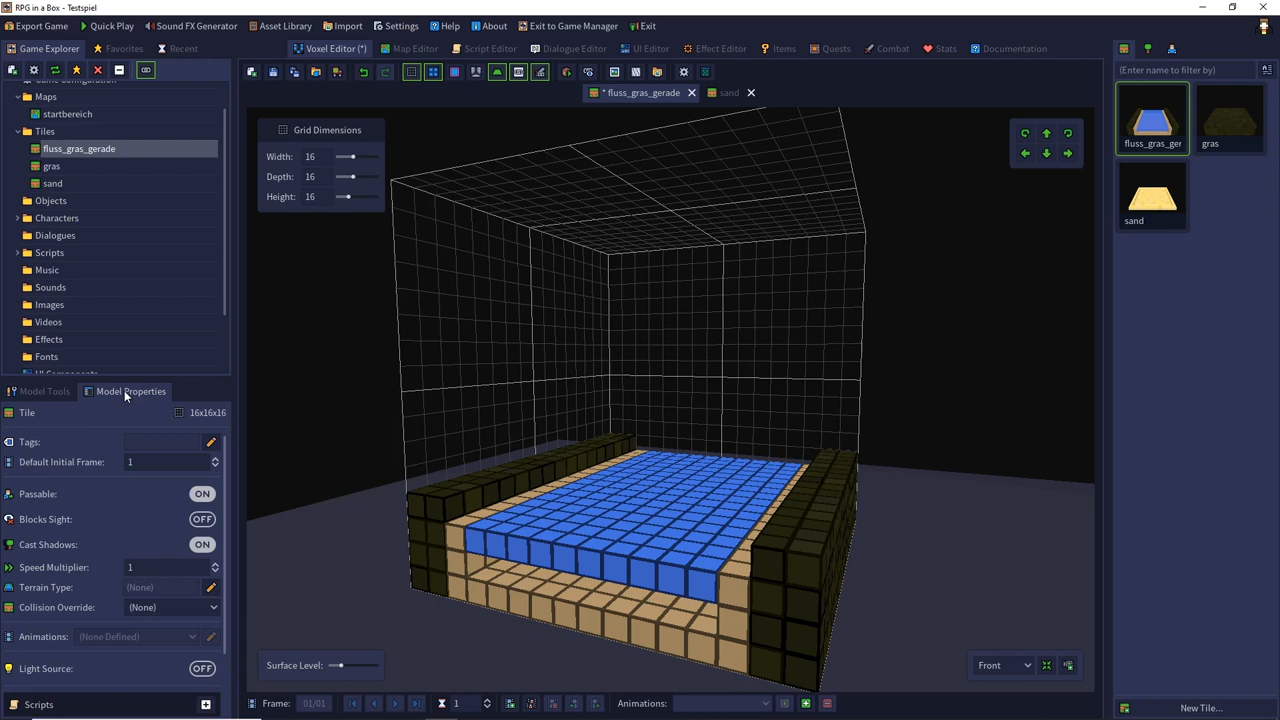 RPG in a Box - Testspiel
Export Game Quick Play Sound FX Generator Asset Library Import Settings Help About Exit to Game Manager Exit
Game Explorer Favorites Recent Voxel Editor (*) Map Editor Script Editor Dialogue Editor UI Editor Effect Editor Items Quests Combat Stats Documentation
(Enter name to filter by)
* fluss_gras_gerade sand
Maps
startbereich
Tiles
fluss_gras_gerade
gras
sand
Objects
Characters
Dialogues
Scripts
Music
Sounds
Images
Videos
Effects
Fonts
Model Tools Model Properties
Tile 16x16x16
Tags:
Default Initial Frame: 1
Passable: ON
Blocks Sight: OFF
Cast Shadows: ON
Speed Multiplier: 1
Terrain Type: (None)
Collision Override: (None)
Animations: (None Defined)
Light Source: OFF
Scripts
Grid Dimensions
Width: 16
Depth: 16
Height: 16
Surface Level:
Front
Frame: 01/01 1 Animations:
fluss_gras_ger gras
sand
New Tile...